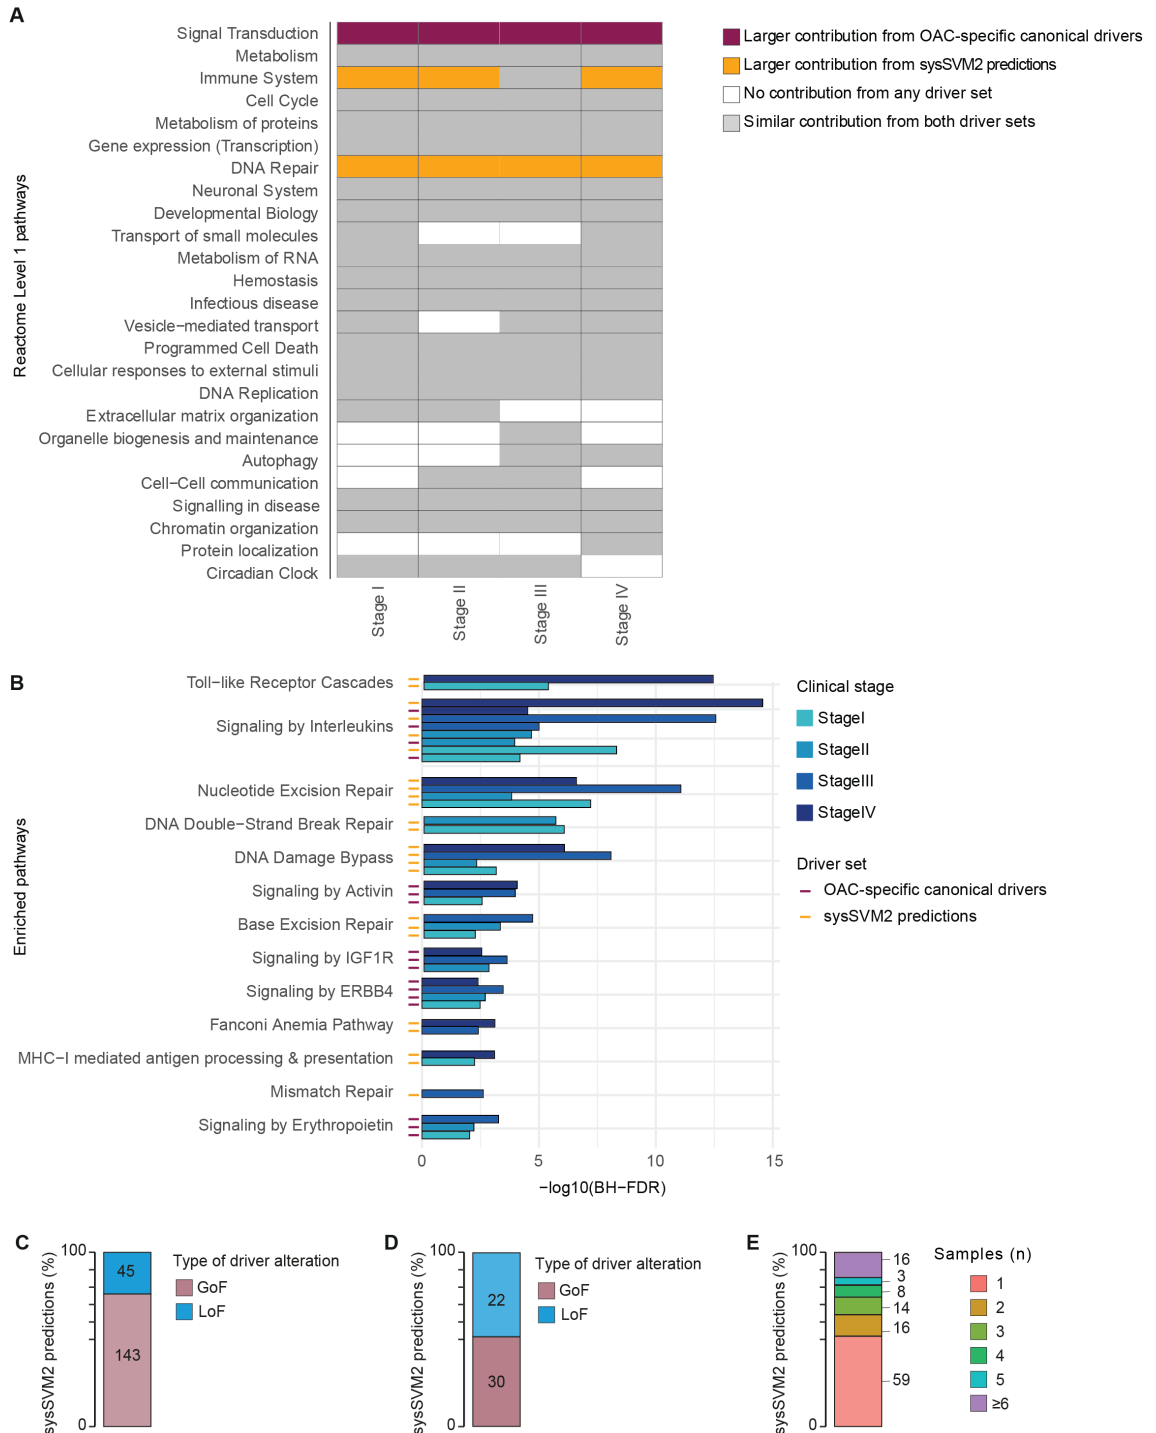 A
Reactome Level 1 pathways
Signal Transduction
Metabolism
Immune System
Cell Cycle
Metabolism of proteins
Gene expression (Transcription)
DNA Repair
Neuronal System
Developmental Biology
Transport of small molecules
Metabolism of RNA
Hemostasis
Infectious disease
Vesicle−mediated transport
Programmed Cell Death
Cellular responses to external stimuli
DNA Replication
Extracellular matrix organization
Organelle biogenesis and maintenance
Autophagy
Cell−Cell communication
Signalling in disease
Chromatin organization
Protein localization
Circadian Clock
Stage I
Stage II
Stage III
Stage IV
Larger contribution from OAC-specific canonical drivers
Larger contribution from sysSVM2 predictions
No contribution from any driver set
Similar contribution from both driver sets
B
Enriched pathways
Toll−like Receptor Cascades
Signaling by Interleukins
Nucleotide Excision Repair
DNA Double−Strand Break Repair
DNA Damage Bypass
Signaling by Activin
Base Excision Repair
Signaling by IGF1R
Signaling by ERBB4
Fanconi Anemia Pathway
MHC−I mediated antigen processing & presentation
Mismatch Repair
Signaling by Erythropoietin
0 5 10 15
−log10(BH−FDR)
Clinical stage
StageI
StageII
StageIII
StageIV
Driver set
OAC-specific canonical drivers
sysSVM2 predictions
C
sysSVM2 predictions (%)
100
0
45
143
Type of driver alteration
GoF
LoF
D
sysSVM2 predictions (%)
100
0
22
30
Type of driver alteration
GoF
LoF
E
sysSVM2 predictions (%)
100
0
16
3
8
14
16
59
Samples (n)
1
2
3
4
5
≥6